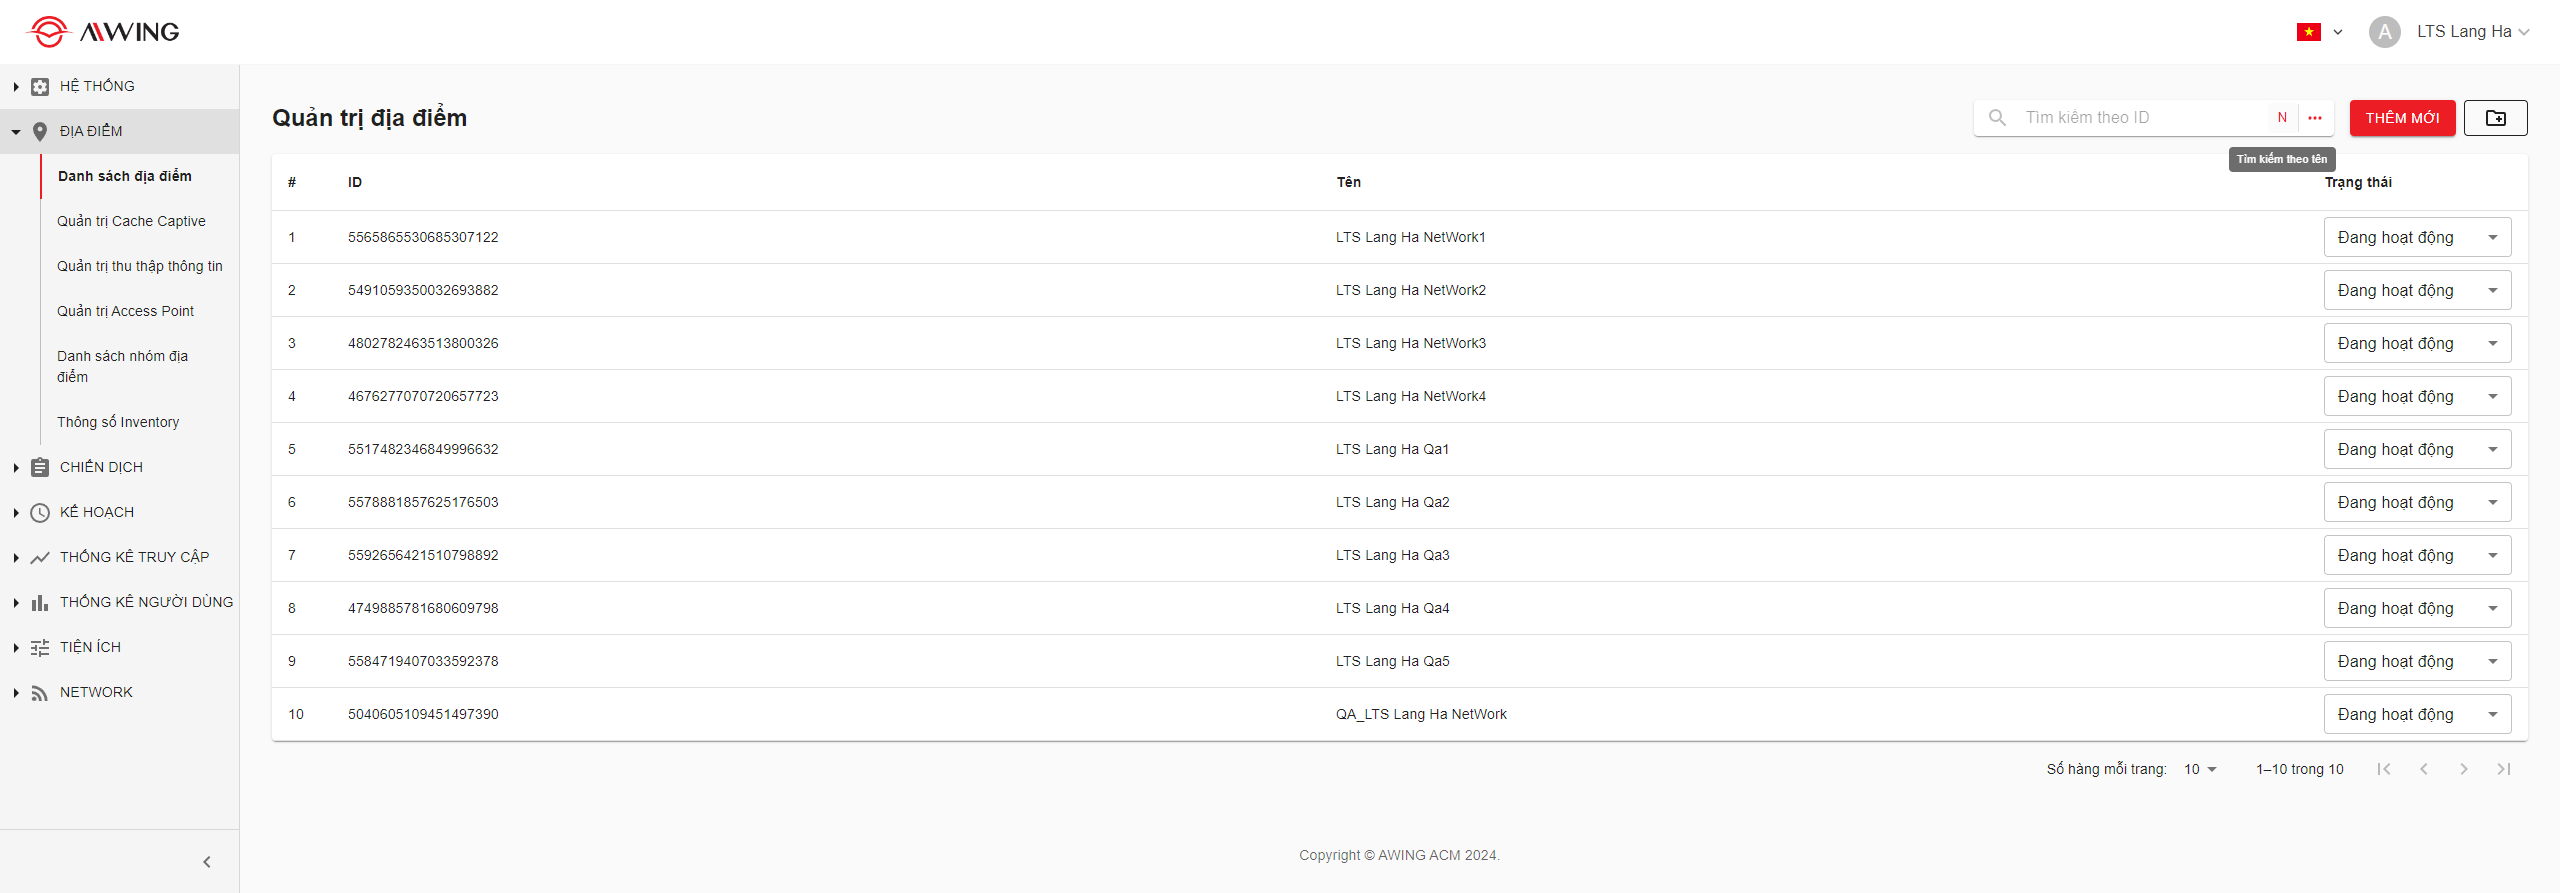 AWING
LTS Lang Ha
A
HỆ THỐNG
ĐỊA ĐIỂM
Danh sách địa điểm
Quản trị Cache Captive
Quản trị thu thập thông tin
Quản trị Access Point
Danh sách nhóm địa
điểm
Thông số Inventory
CHIẾN DỊCH
KẾ HOẠCH
THỐNG KÊ TRUY CẬP
THỐNG KÊ NGƯỜI DÙNG
TIỆN ÍCH
NETWORK
Quản trị địa điểm
Tìm kiếm theo ID
N
THÊM MỚI
Tìm kiếm theo tên
# ID Tên Trạng thái
1 5565865530685307122 LTS Lang Ha NetWork1 Đang hoạt động
2 5491059350032693882 LTS Lang Ha NetWork2 Đang hoạt động
3 4802782463513800326 LTS Lang Ha NetWork3 Đang hoạt động
4 4676277070720657723 LTS Lang Ha NetWork4 Đang hoạt động
5 5517482346849996632 LTS Lang Ha Qa1 Đang hoạt động
6 5578881857625176503 LTS Lang Ha Qa2 Đang hoạt động
7 5592656421510798892 LTS Lang Ha Qa3 Đang hoạt động
8 4749885781680609798 LTS Lang Ha Qa4 Đang hoạt động
9 5584719407033592378 LTS Lang Ha Qa5 Đang hoạt động
10 5040605109451497390 QA_LTS Lang Ha NetWork Đang hoạt động
Số hàng mỗi trang: 10 1–10 trong 10
Copyright © AWING ACM 2024.